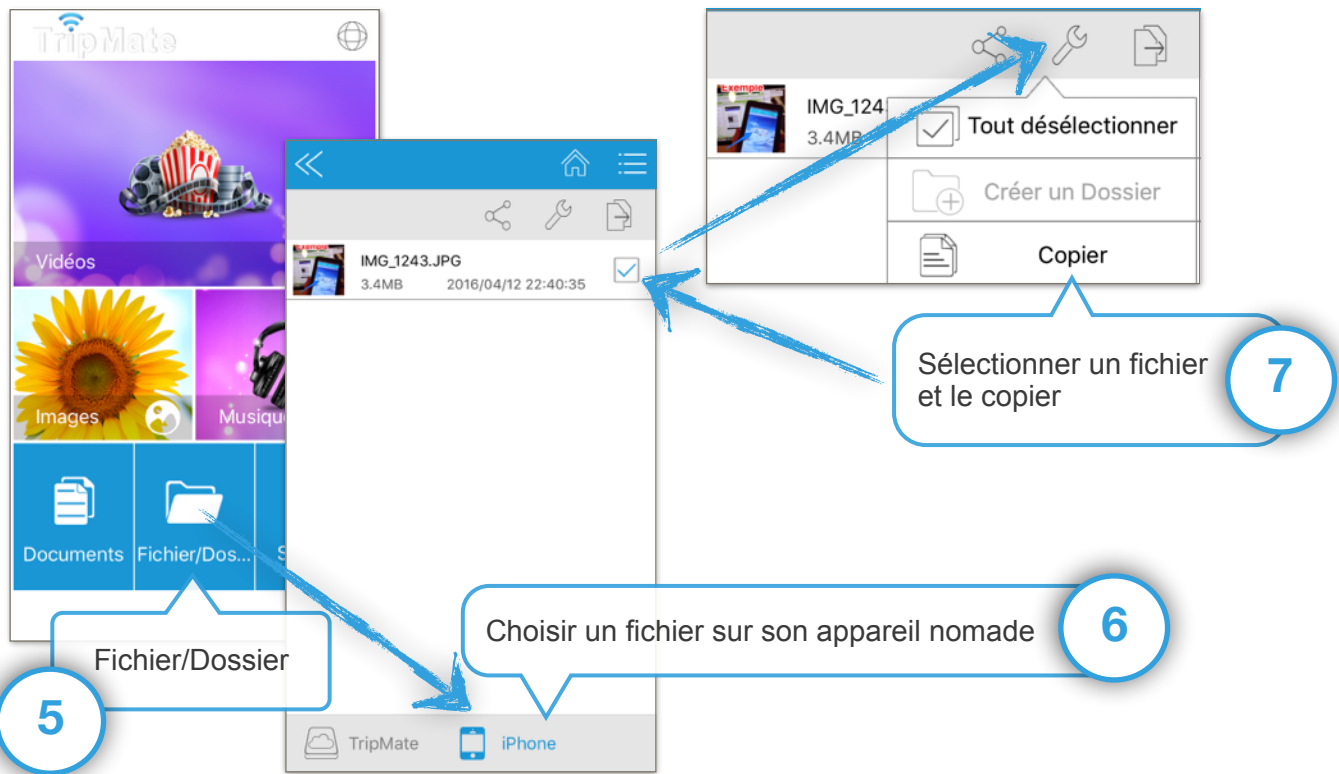 TripMate
Vidéos
Images
Musiqu
Documents
Fichier/Dos...
S
5
Fichier/Dossier
IMG_1243.JPG
3.4MB 2016/04/12 22:40:35
TripMate
iPhone
6
Choisir un fichier sur son appareil nomade
Exemple
IMG_124
3.4MB
Tout désélectionner
Créer un Dossier
Copier
Sélectionner un fichier
et le copier
7